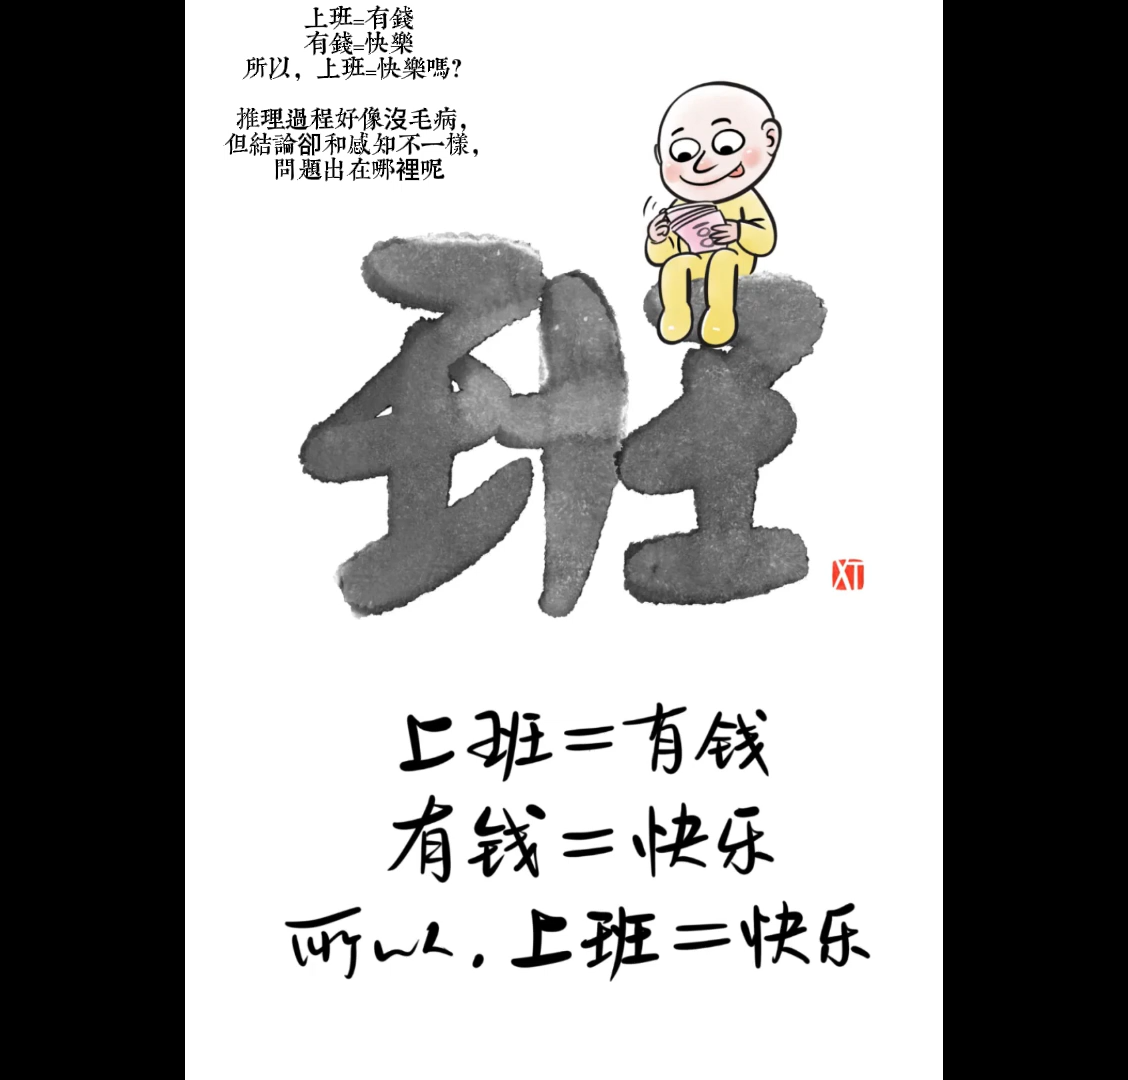 上班=有錢
有錢=快樂
所以，上班=快樂嗎?
推理過程好像沒毛病，
但結論卻和感知不一樣，
問題出在哪裡呢
班
XT
上班=有钱
有钱=快乐
所以.上班=快乐